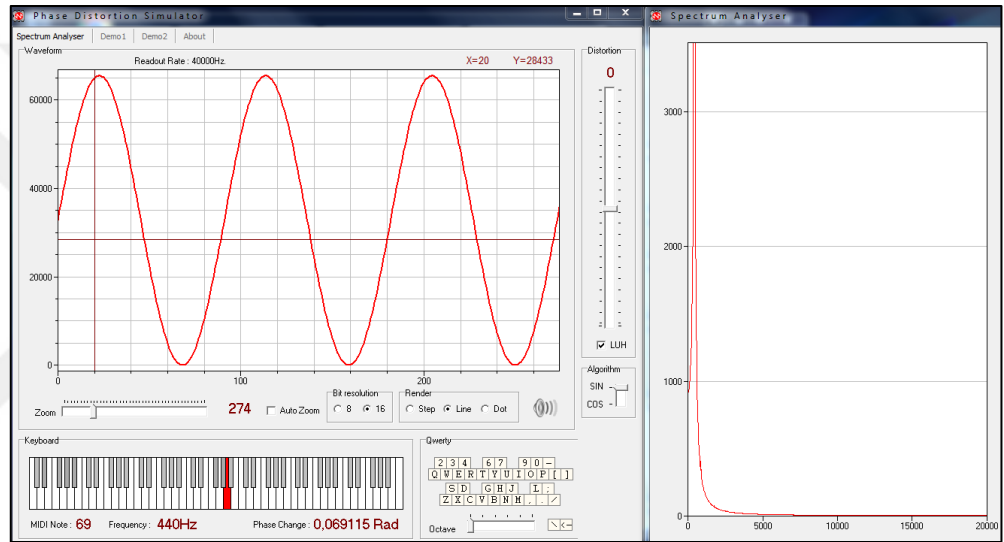 Phase Distortion Simulator
Spectrum Analyser Demo1 Demo2 About
Waveform
Readout Rate : 40000Hz. X=20 Y=28433
60000
40000
20000
0
0 100 200
Zoom 274 Auto Zoom
Bit resolution
8 16
Render
Step Line Dot
Distortion
0
LUH
Algorithm
SIN
COS
Keyboard
MIDI Note : 69 Frequency : 440Hz Phase Change : 0,069115 Rad
Qwerty
2 3 4 6 7 9 0 -
Q W E R T Y U I O P [ ]
S D G H J L ;
Z X C V B N M , . /
Octave \ <-
Spectrum Analyser
3000
2000
1000
0
0 5000 10000 15000 20000